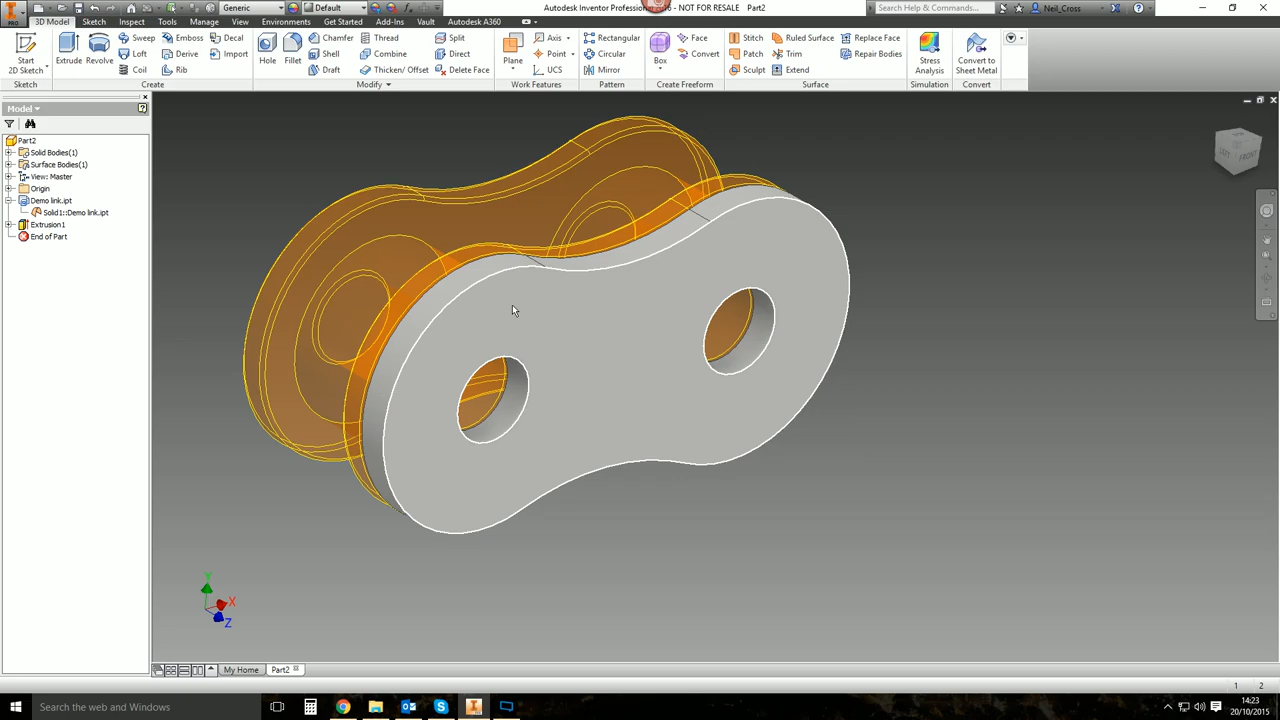 Generic
Default
Autodesk Inventor Professional
- NOT FOR RESALE
Part2
Search Help & Commands...
Neil_Cross
PRO
3D Model
Sketch
Inspect
Tools
Manage
View
Environments
Get Started
Add-Ins
Vault
Autodesk A360
Start
2D Sketch
Extrude
Revolve
Sweep
Loft
Coil
Emboss
Derive
Rib
Decal
Import
Hole
Fillet
Chamfer
Shell
Draft
Thread
Combine
Thicken/ Offset
Split
Direct
Delete Face
Plane
Axis
Point
UCS
Rectangular
Circular
Mirror
Box
Face
Convert
Stitch
Patch
Sculpt
Ruled Surface
Trim
Extend
Replace Face
Repair Bodies
Stress
Analysis
Convert to
Sheet Metal
Sketch
Create
Modify
Work Features
Pattern
Create Freeform
Surface
Simulation
Convert
Model
Part2
Solid Bodies(1)
Surface Bodies(1)
View: Master
Origin
Demo link.ipt
Solid1::Demo link.ipt
Extrusion1
End of Part
FRONT
Y
X
Z
My Home
Part2
1
2
Search the web and Windows
14:23
20/10/2015